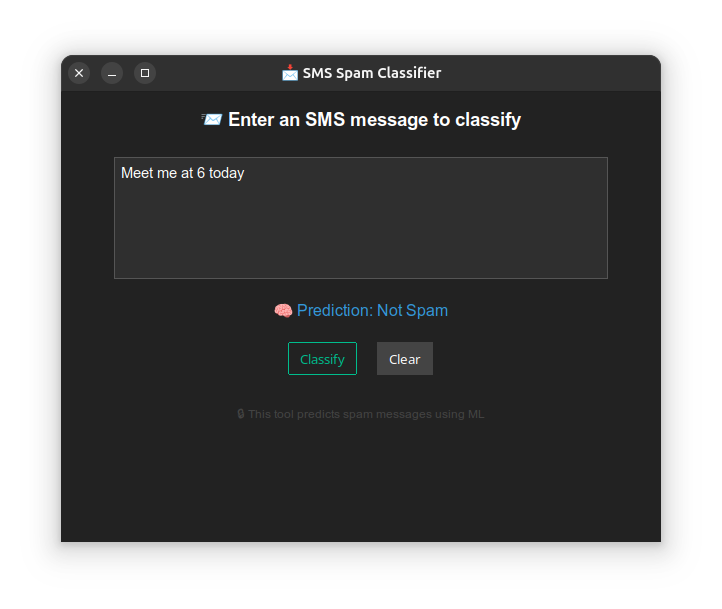 📩 SMS Spam Classifier
📨 Enter an SMS message to classify
Meet me at 6 today
🧠 Prediction: Not Spam
Classify Clear
🔒 This tool predicts spam messages using ML